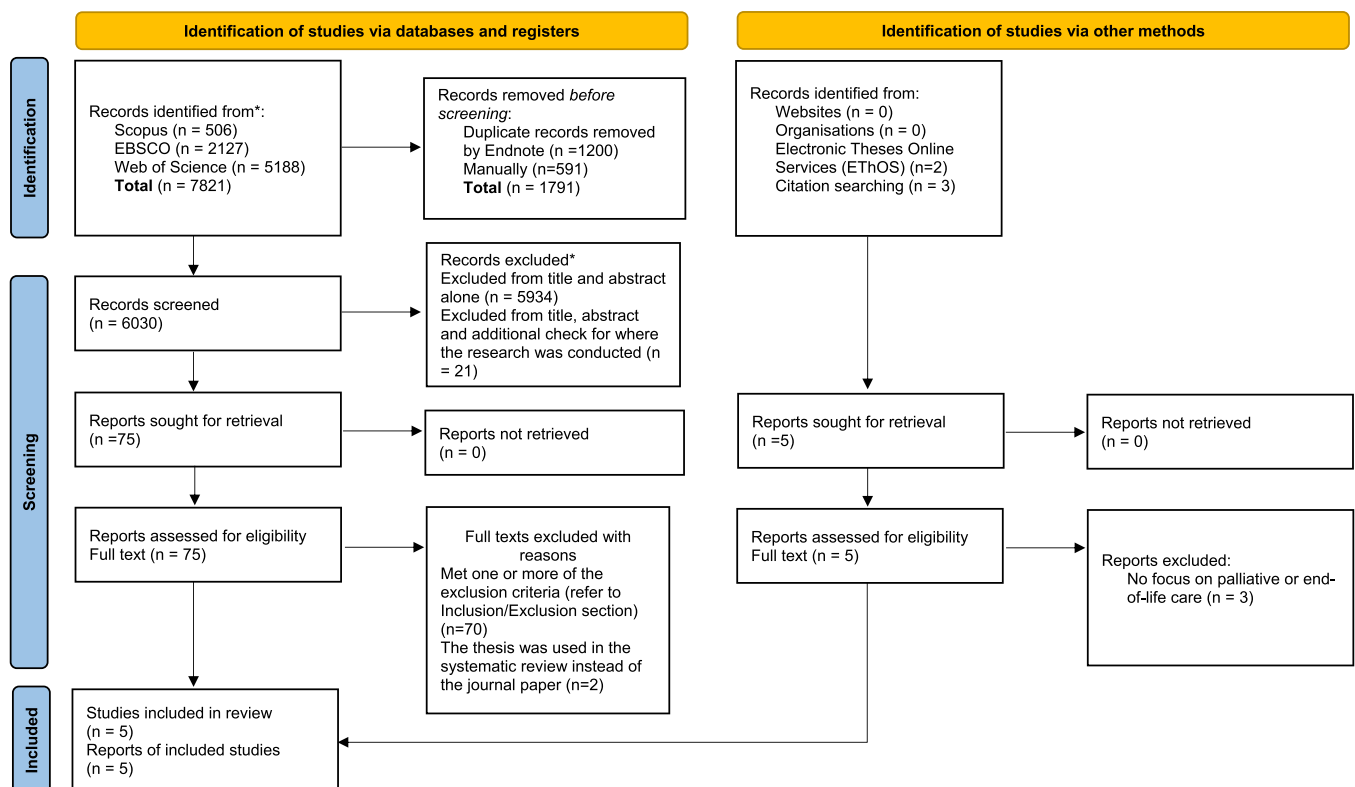 Identification of studies via databases and registers
Identification of studies via other methods
Identification
Records identified from*:
Scopus (n = 506)
EBSCO (n = 2127)
Web of Science (n = 5188)
Total (n = 7821)
Records removed before
screening:
Duplicate records removed
by Endnote (n =1200)
Manually (n=591)
Total (n = 1791)
Records identified from:
Websites (n = 0)
Organisations (n = 0)
Electronic Theses Online
Services (EThOS) (n=2)
Citation searching (n = 3)
Screening
Records screened
(n = 6030)
Records excluded*
Excluded from title and abstract
alone (n = 5934)
Excluded from title, abstract
and additional check for where
the research was conducted (n
= 21)
Reports sought for retrieval
(n =75)
Reports not retrieved
(n = 0)
Reports sought for retrieval
(n =5)
Reports not retrieved
(n = 0)
Reports assessed for eligibility
Full text (n = 75)
Full texts excluded with
reasons
Met one or more of the
exclusion criteria (refer to
Inclusion/Exclusion section)
(n=70)
The thesis was used in the
systematic review instead of
the journal paper (n=2)
Reports assessed for eligibility
Full text (n = 5)
Reports excluded:
No focus on palliative or end-
of-life care (n = 3)
Included
Studies included in review
(n = 5)
Reports of included studies
(n = 5)